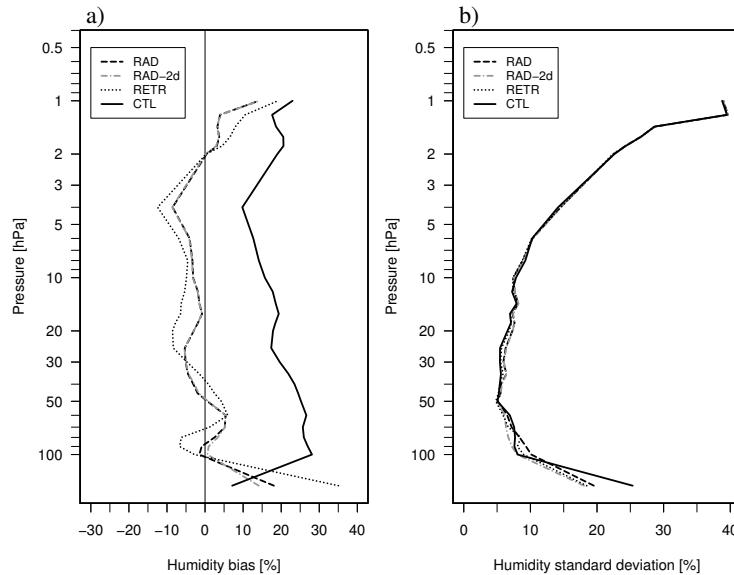 a)
b)
RAD
RAD−2d
RETR
CTL
0.5
1
2
3
5
10
20
30
50
100
Pressure [hPa]
−30
−20
−10
0
10
20
30
40
Humidity bias [%]
RAD
RAD−2d
RETR
CTL
0.5
1
2
3
5
10
20
30
50
100
Pressure [hPa]
0
10
20
30
40
Humidity standard deviation [%]